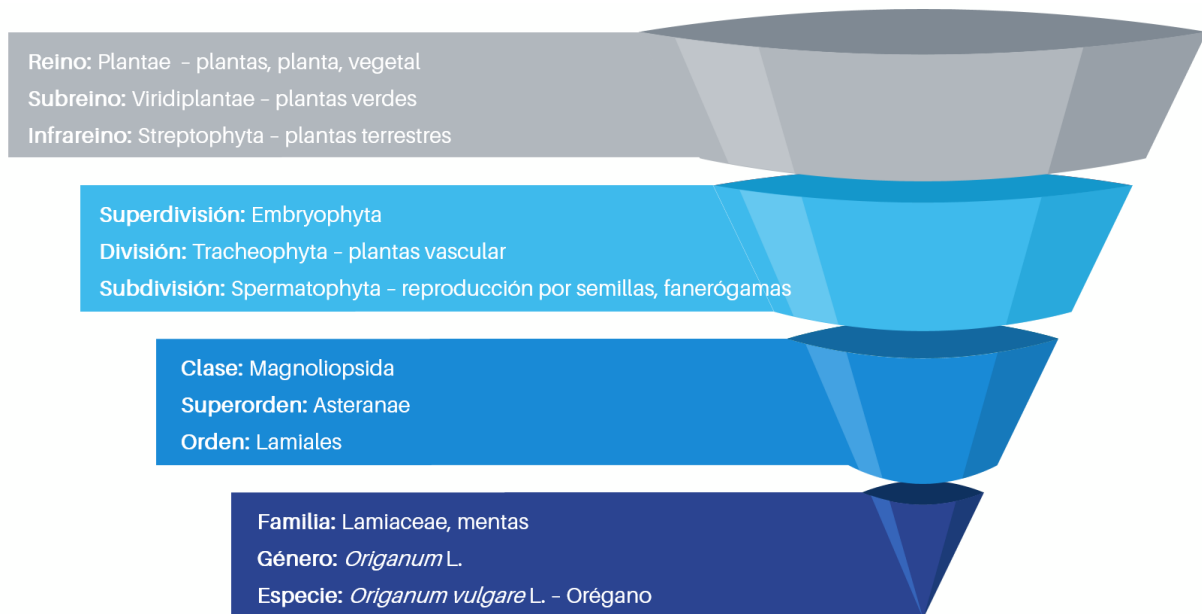 Reino: Plantae – plantas, planta, vegetal
Subreino: Viridiplantae – plantas verdes
Infrareino: Streptophyta – plantas terrestres
Superdivisión: Embryophyta
División: Tracheophyta – plantas vascular
Subdivisión: Spermatophyta – reproducción por semillas, fanerógamas
Clase: Magnoliopsida
Superorden: Asteranae
Orden: Lamiales
Familia: Lamiaceae, mentas
Género: Origanum L.
Especie: Origanum vulgare L. – Orégano